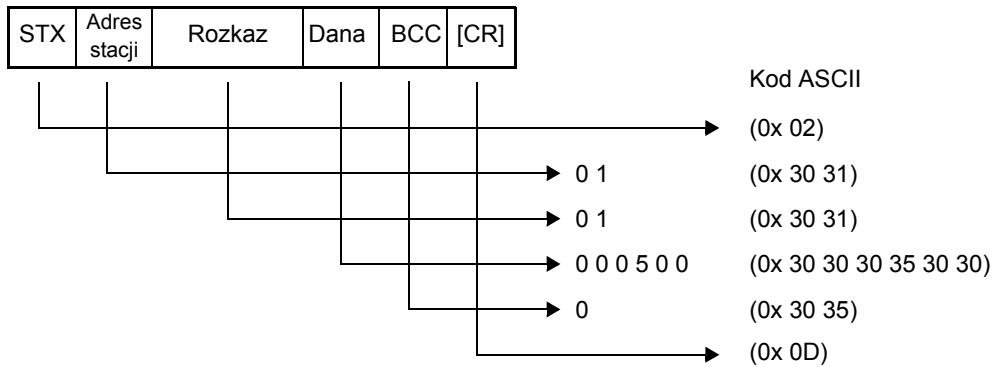 STX Adres stacji Rozkaz Dana BCC [CR]
Kod ASCII
(0x 02)
0 1 (0x 30 31)
0 1 (0x 30 31)
0 0 0 5 0 0 (0x 30 30 30 35 30 30)
0 (0x 30 35)
(0x 0D)